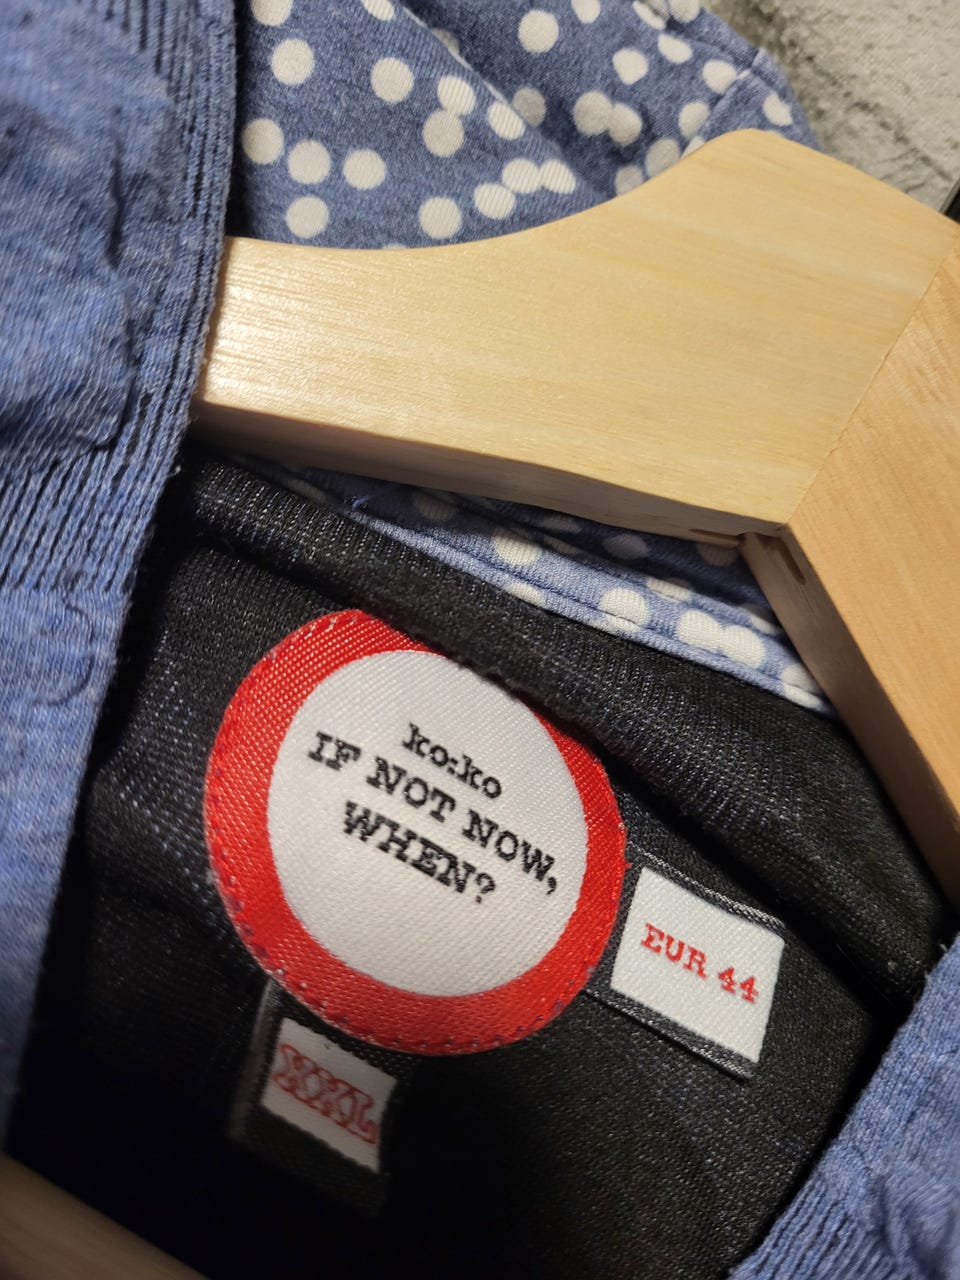 ko:ko
IF NOT NOW,
WHEN?
EUR 44
XXL